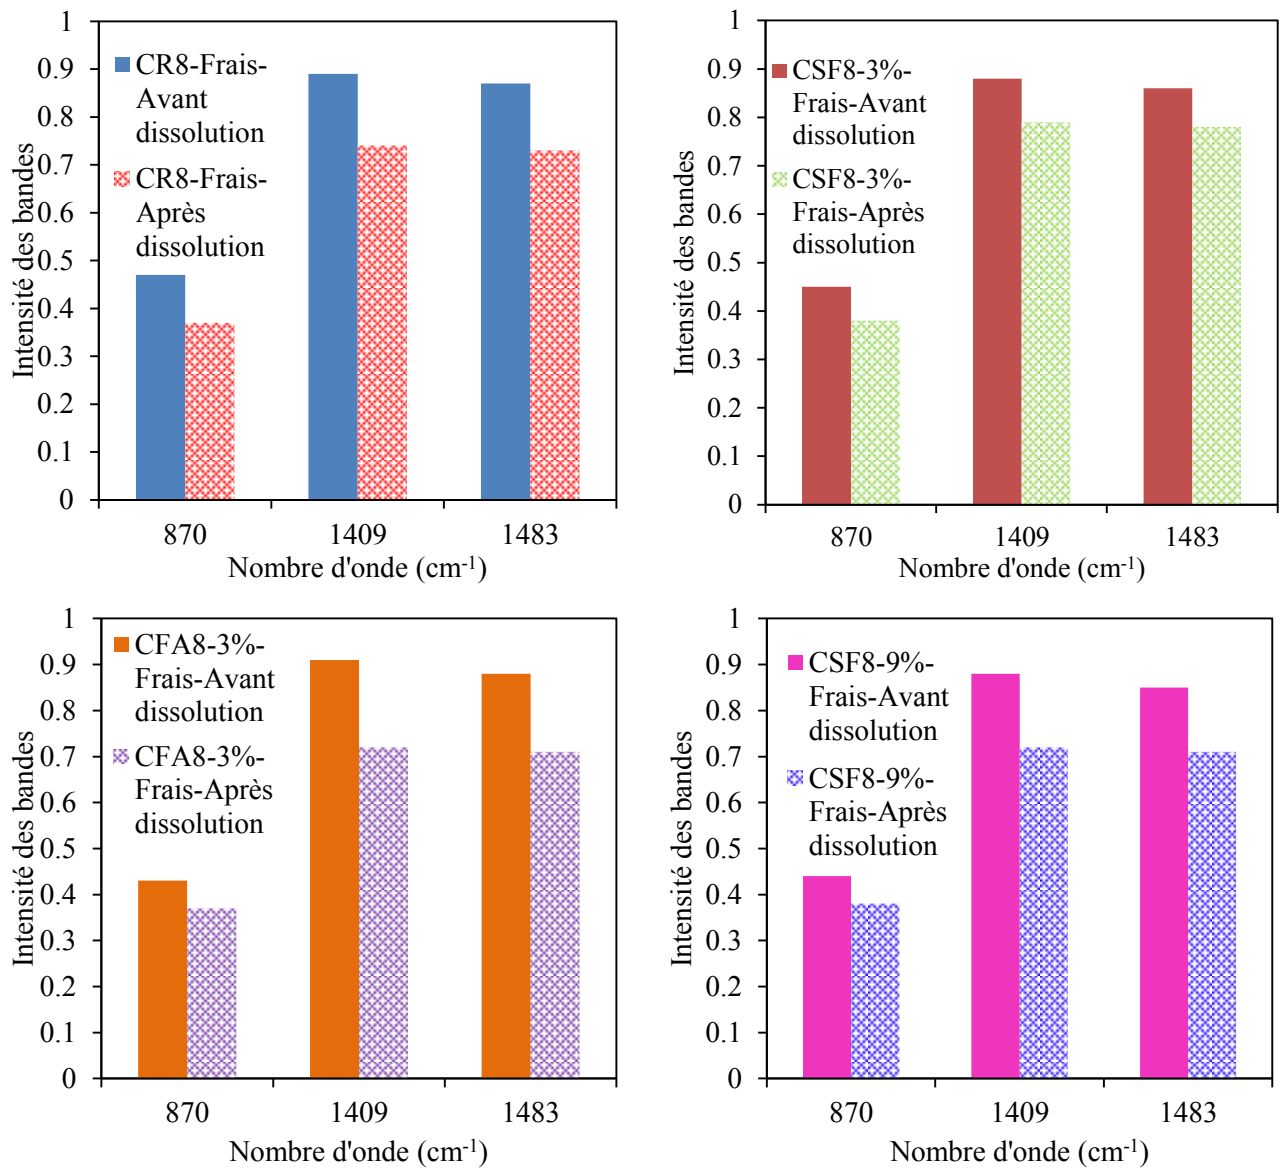 1
0.9
0.8
0.7
0.6
0.5
0.4
0.3
0.2
0.1
0
Intensité des bandes
CR8-Frais-
Avant
dissolution
CR8-Frais-
Après
dissolution
870 1409 1483
Nombre d'onde (cm-1)
1
0.9
0.8
0.7
0.6
0.5
0.4
0.3
0.2
0.1
0
Intensité des bandes
CSF8-3%-
Frais-Avant
dissolution
CSF8-3%-
Frais-Après
dissolution
870 1409 1483
Nombre d'onde (cm-1)
1
0.9
0.8
0.7
0.6
0.5
0.4
0.3
0.2
0.1
0
Intensité des bandes
CFA8-3%-
Frais-Avant
dissolution
CFA8-3%-
Frais-Après
dissolution
870 1409 1483
Nombre d'onde (cm-1)
1
0.9
0.8
0.7
0.6
0.5
0.4
0.3
0.2
0.1
0
Intensité des bandes
CSF8-9%-
Frais-Avant
dissolution
CSF8-9%-
Frais-Après
dissolution
870 1409 1483
Nombre d'onde (cm-1)